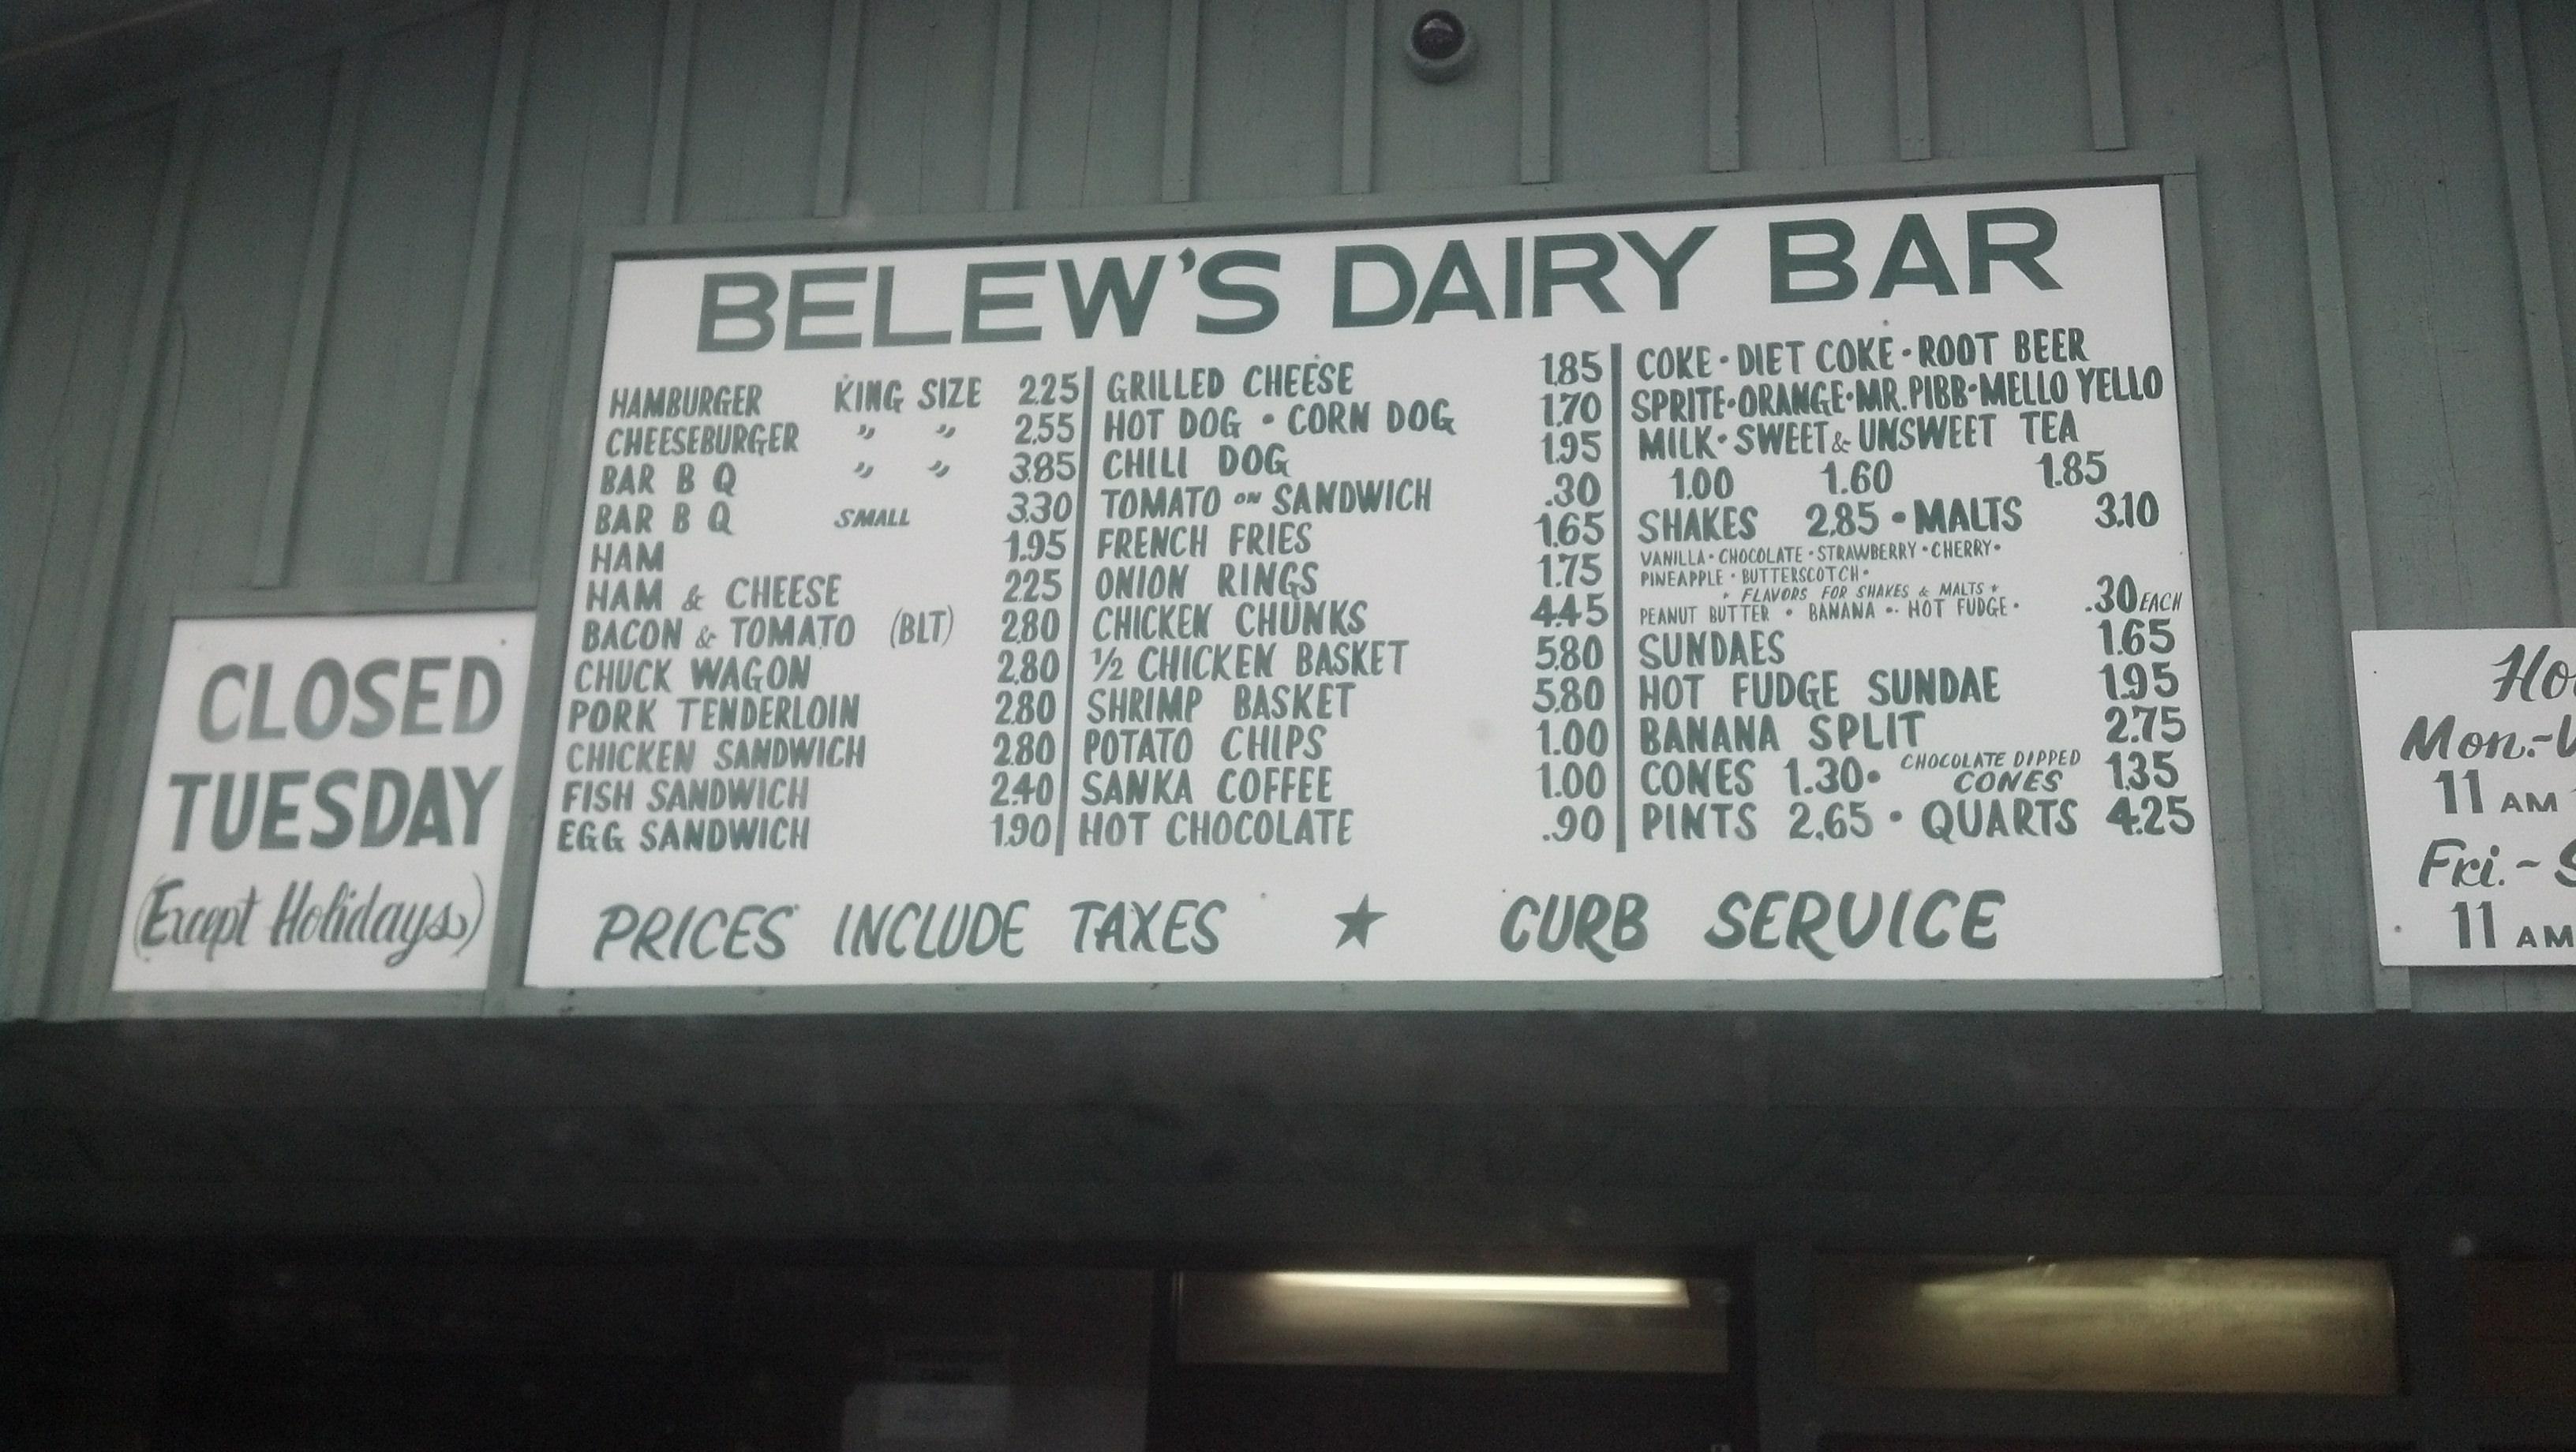 BELEW'S DAIRY BAR
HAMBURGER KING SIZE 2.25
CHEESEBURGER " " 2.55
BAR B Q " " 3.85
BAR B Q SMALL 3.30
HAM 1.95
HAM & CHEESE 2.25
BACON & TOMATO (BLT) 2.80
CHUCK WAGON 2.80
PORK TENDERLOIN 2.80
CHICKEN SANDWICH 2.80
FISH SANDWICH 2.40
EGG SANDWICH 1.90
GRILLED CHEESE 1.85
HOT DOG • CORN DOG 1.70
CHILI DOG 1.95
TOMATO ON SANDWICH .30
FRENCH FRIES 1.65
ONION RINGS 1.75
CHICKEN CHUNKS 4.45
½ CHICKEN BASKET 5.80
SHRIMP BASKET 5.80
POTATO CHIPS 1.00
SANKA COFFEE 1.00
HOT CHOCOLATE .90
COKE • DIET COKE • ROOT BEER
SPRITE • ORANGE • MR. PIBB • MELLO YELLO
MILK • SWEET & UNSWEET TEA
1.00 1.60 1.85
SHAKES 2.85 • MALTS 3.10
VANILLA • CHOCOLATE • STRAWBERRY • CHERRY •
PINEAPPLE • BUTTERSCOTCH •
* FLAVORS FOR SHAKES & MALTS *
PEANUT BUTTER • BANANA •• HOT FUDGE • .30 EACH
SUNDAES 1.65
HOT FUDGE SUNDAE 1.95
BANANA SPLIT 2.75
CONES 1.30 • CHOCOLATE DIPPED CONES 1.35
PINTS 2.65 • QUARTS 4.25
PRICES INCLUDE TAXES ★ CURB SERVICE
CLOSED
TUESDAY
(Except Holidays)
Mon.-
11 AM
Fri. ~
11 AM